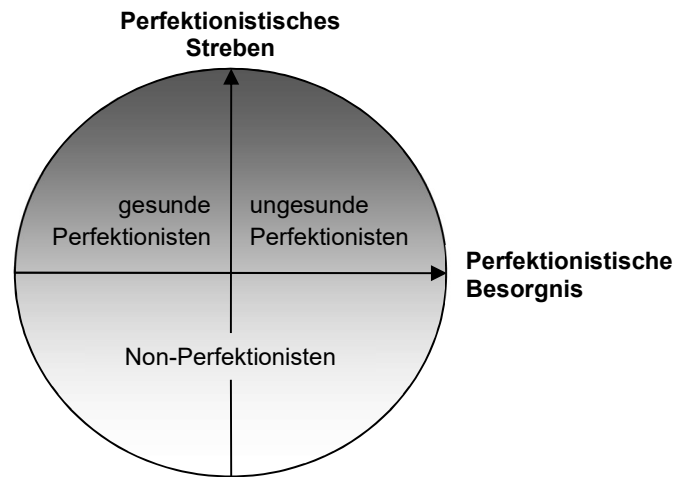 Perfektionistisches
Streben
gesunde
Perfektionisten
ungesunde
Perfektionisten
Perfektionistische
Besorgnis
Non-Perfektionisten